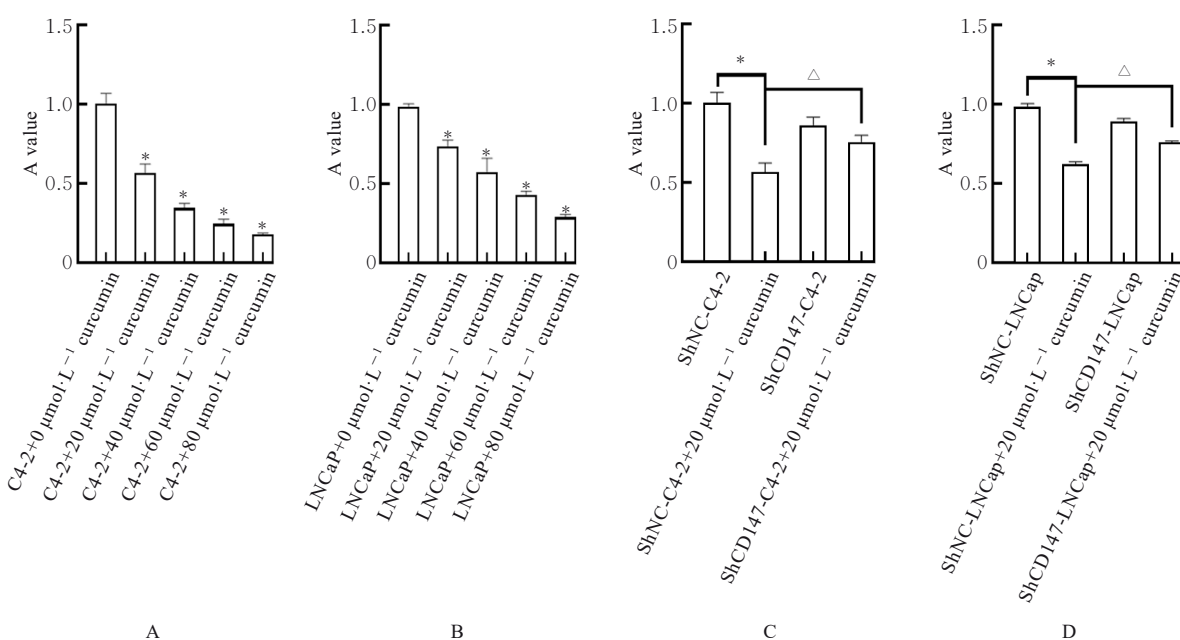 1.5
1.0
0.5
0
A value
*
*
*
*
C4-2+0 μmol·L⁻¹ curcumin
C4-2+20 μmol·L⁻¹ curcumin
C4-2+40 μmol·L⁻¹ curcumin
C4-2+60 μmol·L⁻¹ curcumin
C4-2+80 μmol·L⁻¹ curcumin
A
1.5
1.0
0.5
0
A value
*
*
*
*
LNCaP+0 μmol·L⁻¹ curcumin
LNCaP+20 μmol·L⁻¹ curcumin
LNCaP+40 μmol·L⁻¹ curcumin
LNCaP+60 μmol·L⁻¹ curcumin
LNCaP+80 μmol·L⁻¹ curcumin
B
1.5
1.0
0.5
0
A value
*
△
ShNC-C4-2
ShNC-C4-2+20 μmol·L⁻¹ curcumin
ShCD147-C4-2
ShCD147-C4-2+20 μmol·L⁻¹ curcumin
C
1.5
1.0
0.5
0
A value
*
△
ShNC-LNCap
ShNC-LNCap+20 μmol·L⁻¹ curcumin
ShCD147-LNCap
ShCD147-LNCap+20 μmol·L⁻¹ curcumin
D